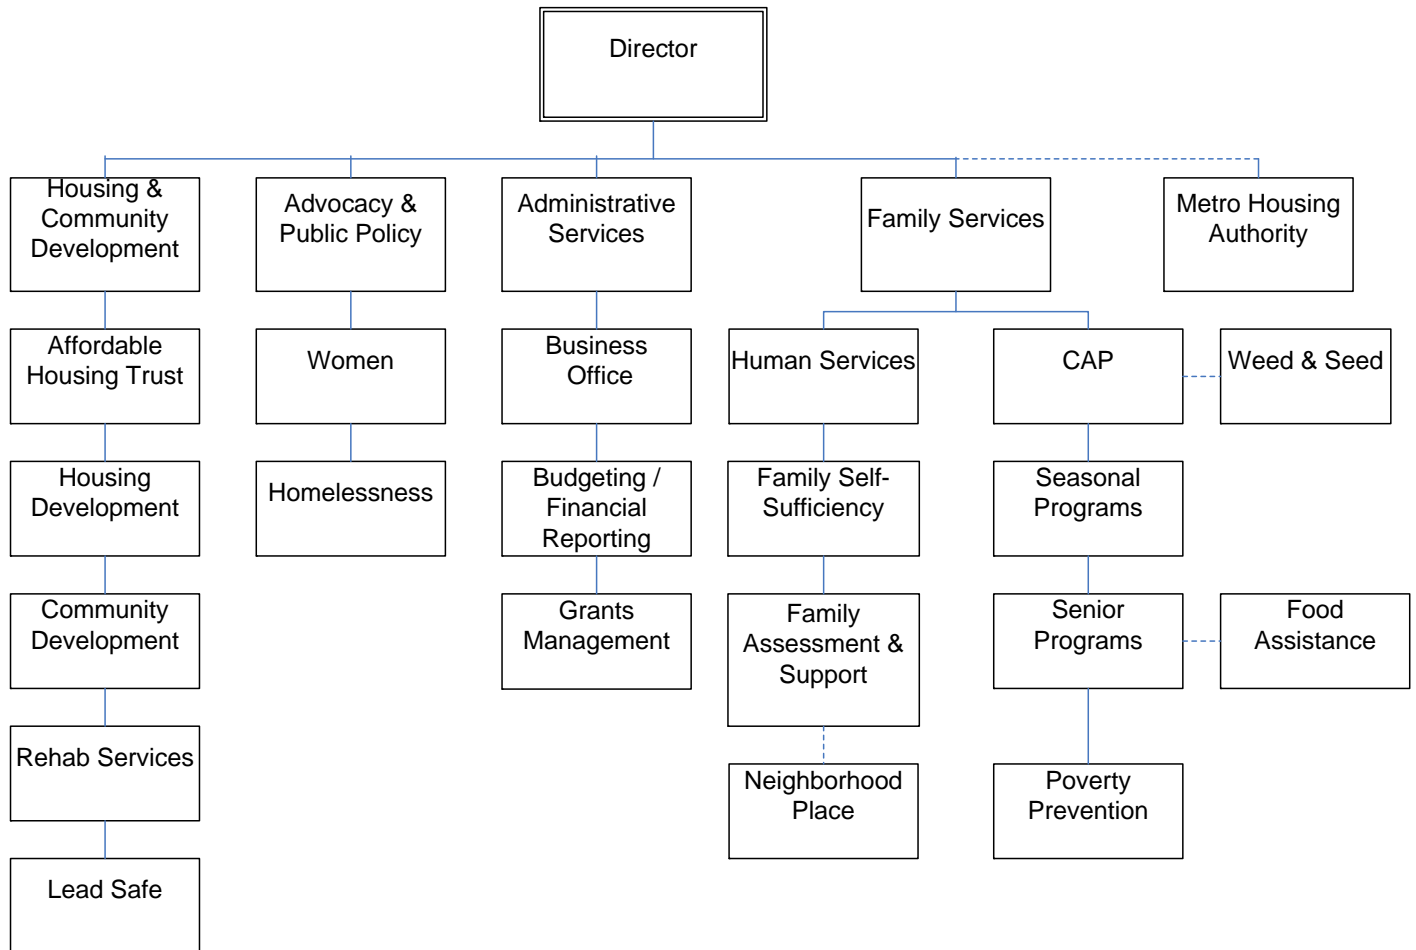 Director
Housing &
Community
Development
Advocacy &
Public Policy
Administrative
Services
Family Services
Metro Housing
Authority
Affordable
Housing Trust
Women
Business
Office
Human Services
CAP
Weed & Seed
Housing
Development
Homelessness
Budgeting /
Financial
Reporting
Family Self-
Sufficiency
Seasonal
Programs
Community
Development
Grants
Management
Family
Assessment &
Support
Senior
Programs
Food
Assistance
Rehab Services
Neighborhood
Place
Poverty
Prevention
Lead Safe